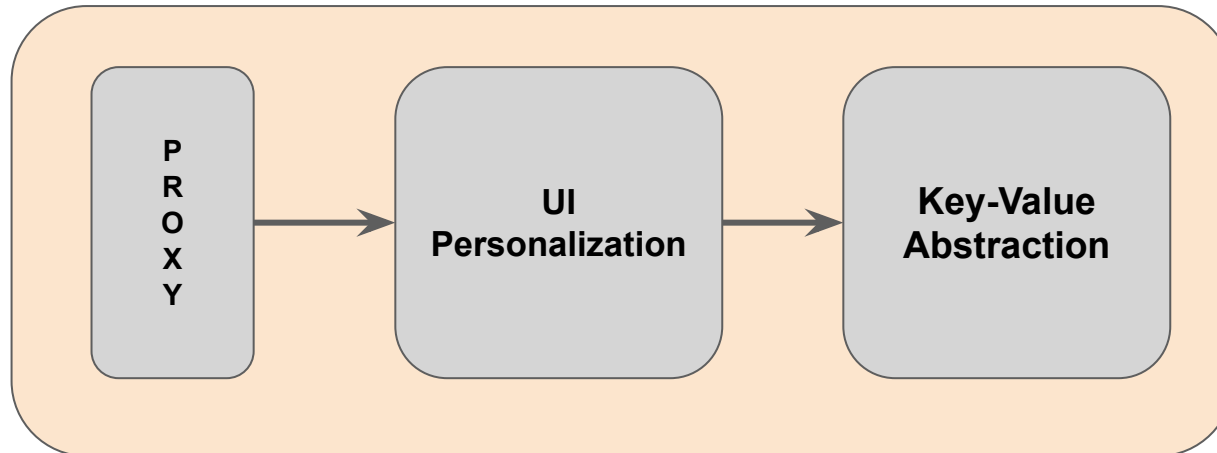 P
R
O
X
Y
UI
Personalization
Key-Value
Abstraction